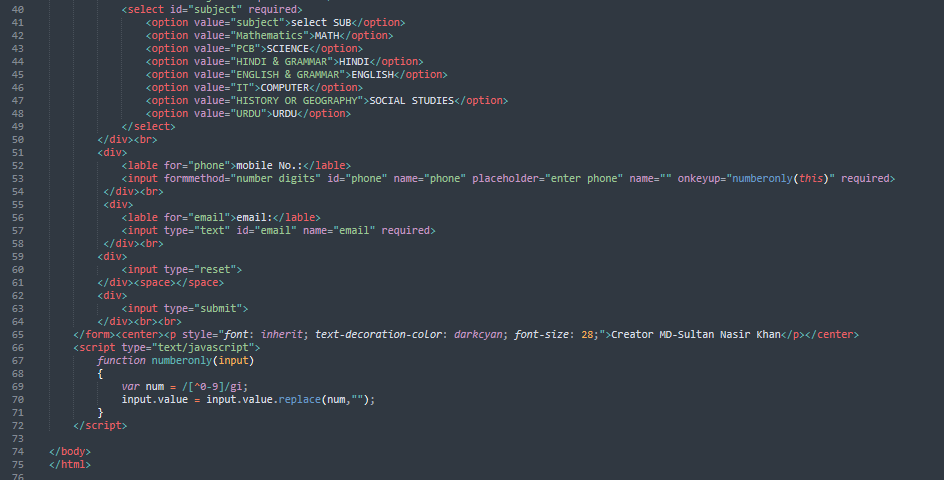 40 <select id="subject" required>
41 <option value="subject">select SUB</option>
42 <option value="Mathematics">MATH</option>
43 <option value="PCB">SCIENCE</option>
44 <option value="HINDI & GRAMMAR">HINDI</option>
45 <option value="ENGLISH & GRAMMAR">ENGLISH</option>
46 <option value="IT">COMPUTER</option>
47 <option value="HISTORY OR GEOGRAPHY">SOCIAL STUDIES</option>
48 <option value="URDU">URDU</option>
49 </select>
50 </div><br>
51 <div>
52 <lable for="phone">mobile No.:</lable>
53 <input formmethod="number digits" id="phone" name="phone" placeholder="enter phone" name="" onkeyup="numberonly(this)" required>
54 </div><br>
55 <div>
56 <lable for="email">email:</lable>
57 <input type="text" id="email" name="email" required>
58 </div><br>
59 <div>
60 <input type="reset">
61 </div><space></space>
62 <div>
63 <input type="submit">
64 </div><br><br>
65 </form><center><p style="font: inherit; text-decoration-color: darkcyan; font-size: 28;">Creator MD-Sultan Nasir Khan</p></center>
66 <script type="text/javascript">
67 function numberonly(input)
68 {
69 var num = /[^0-9]/gi;
70 input.value = input.value.replace(num,"");
71 }
72 </script>
73
74 </body>
75 </html>
76